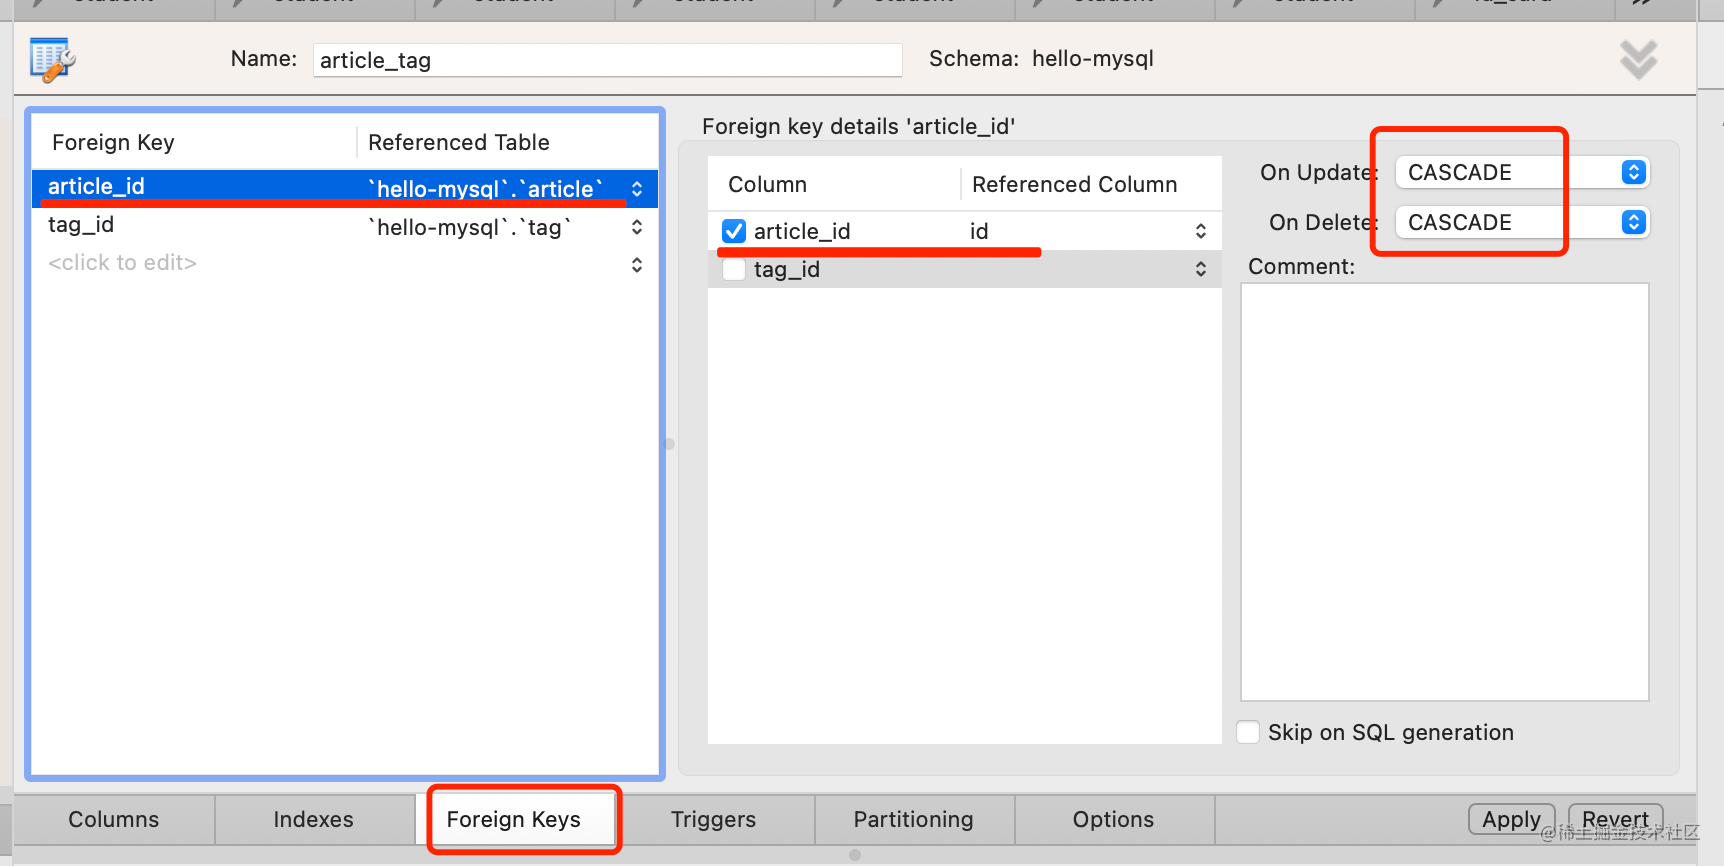 Name: article_tag Schema: hello-mysql
Foreign Key Referenced Table
article_id `hello-mysql`.`article`
tag_id `hello-mysql`.`tag`
<click to edit>
Foreign key details 'article_id'
Column Referenced Column
article_id id
tag_id
On Update: CASCADE
On Delete: CASCADE
Comment:
Skip on SQL generation
Columns Indexes Foreign Keys Triggers Partitioning Options Apply Revert
@稀土掘金技术社区